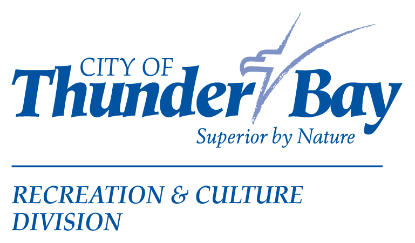 CITY OF
Thunder Bay
Superior by Nature
RECREATION & CULTURE
DIVISION